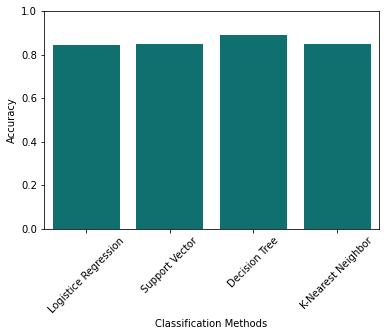 1.0
0.8
0.6
0.4
0.2
0.0
Accuracy
Logistice Regression
Support Vector
Decision Tree
K-Nearest Neighbor
Classification Methods